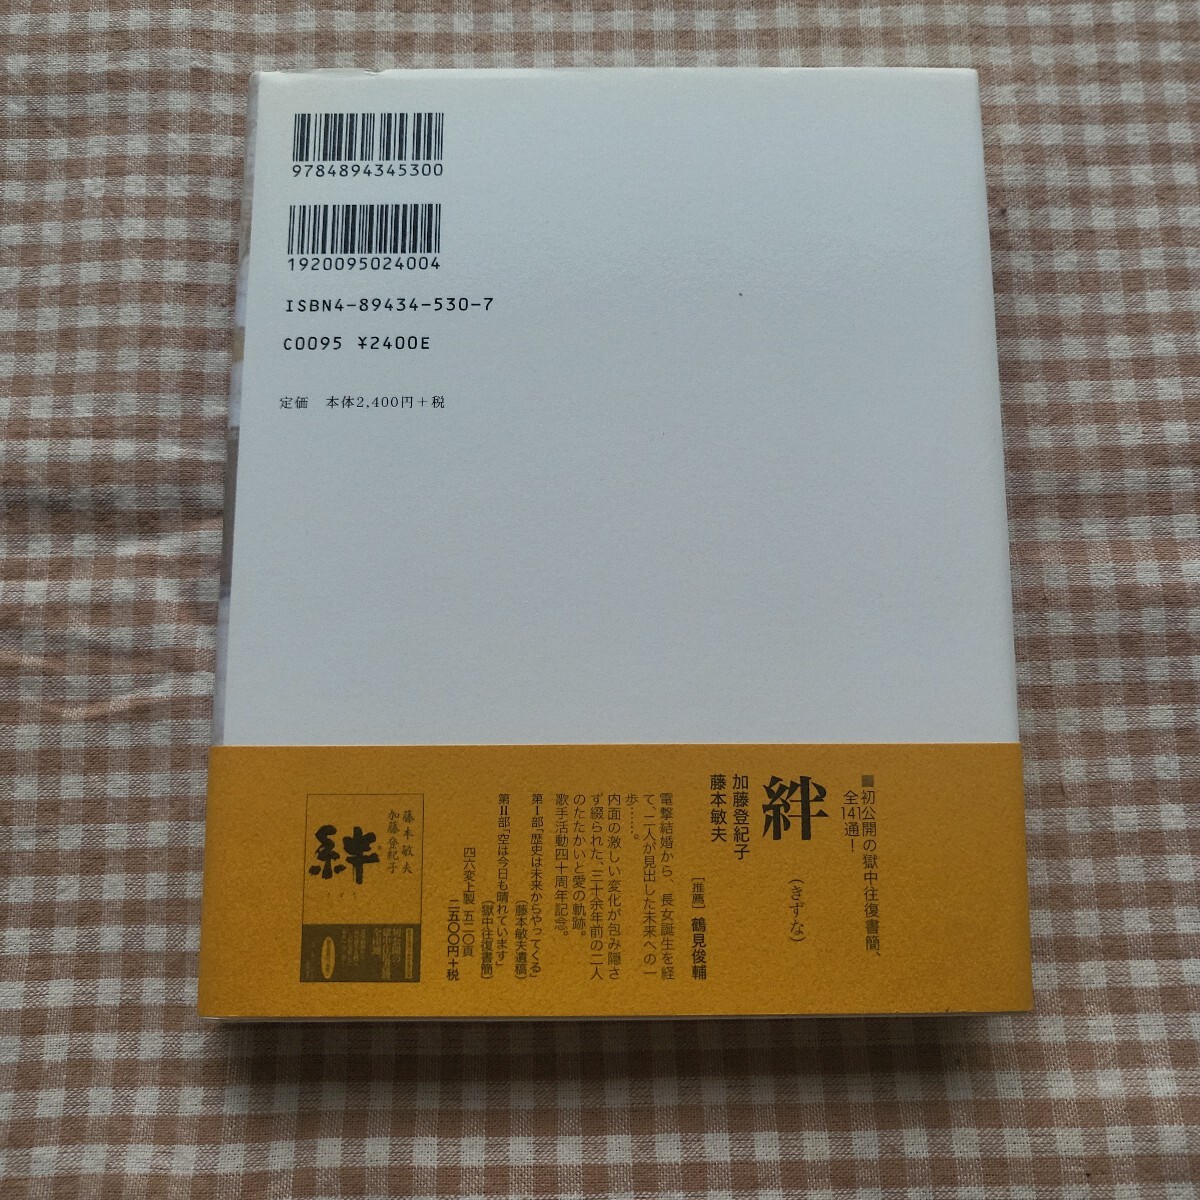 9784894345300
1920095024004
ISBN4-89434-530-7
C0095 ¥2400E
定価 本体2,400円+税
■初公開の獄中往復書簡、
全141通!
絆
(きずな)
加藤登紀子
藤本敏夫
[推薦] 鶴見俊輔
電撃結婚から、長女誕生を経
て、二人が見出した未来への一
歩……。
内面の激しい変化が包み隠さ
ず綴られた、三十余年前の二人
のたたかいと愛の軌跡。
歌手活動四十周年記念。
第Ⅰ部「歴史は未来からやってくる」
(藤本敏夫遺稿)
第Ⅱ部「空は今日も晴れています」
(獄中往復書簡)
四六変上製 五二〇頁
二五〇〇円+税
藤本敏夫
加藤登紀子
絆